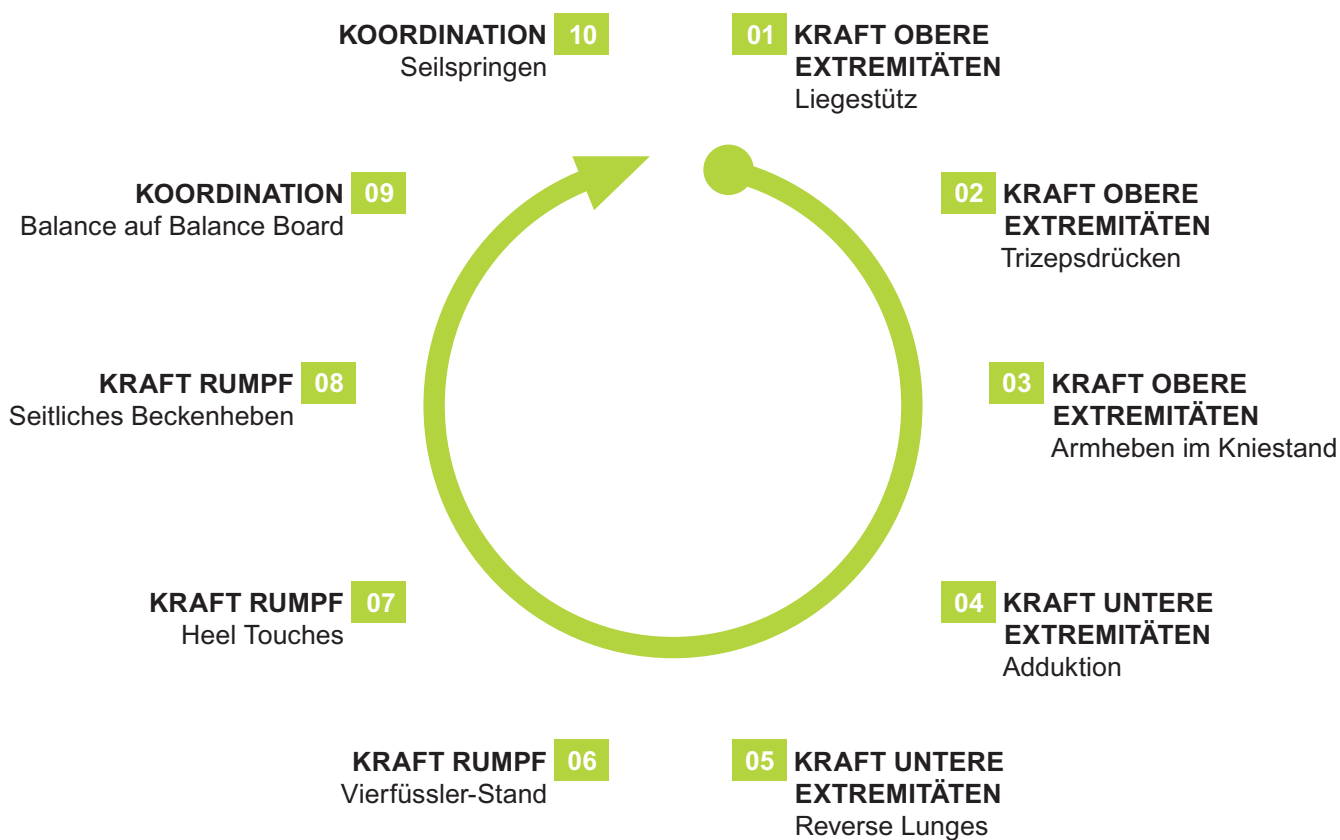 01 KRAFT OBERE
EXTREMITÄTEN
Liegestütz
02 KRAFT OBERE
EXTREMITÄTEN
Trizepsdrücken
03 KRAFT OBERE
EXTREMITÄTEN
Armheben im Kniestand
04 KRAFT UNTERE
EXTREMITÄTEN
Adduktion
05 KRAFT UNTERE
EXTREMITÄTEN
Reverse Lunges
KRAFT RUMPF 06
Vierfüssler-Stand
KRAFT RUMPF 07
Heel Touches
KRAFT RUMPF 08
Seitliches Beckenheben
KOORDINATION 09
Balance auf Balance Board
KOORDINATION 10
Seilspringen